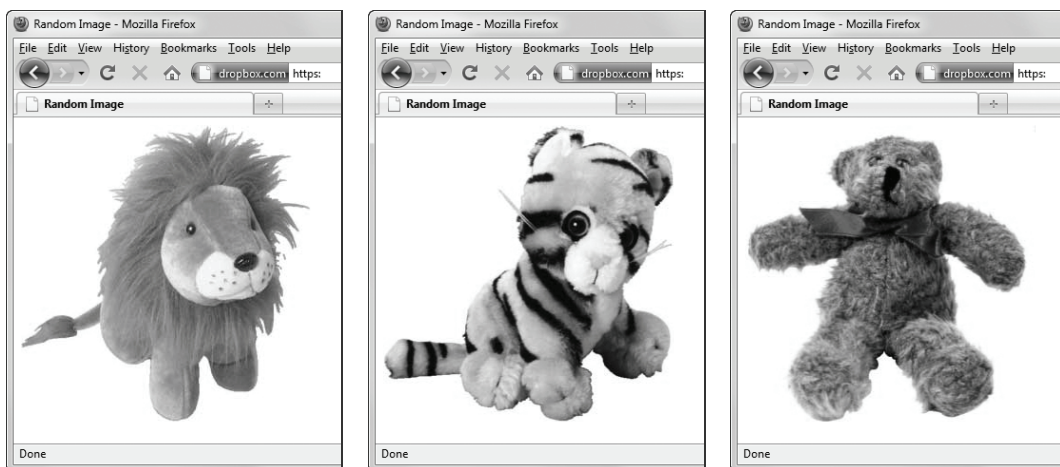 Random Image - Mozilla Firefox
File Edit View History Bookmarks Tools Help
dropbox.com https:
Random Image
Done
Random Image - Mozilla Firefox
File Edit View History Bookmarks Tools Help
dropbox.com https:
Random Image
Done
Random Image - Mozilla Firefox
File Edit View History Bookmarks Tools Help
dropbox.com https:
Random Image
Done